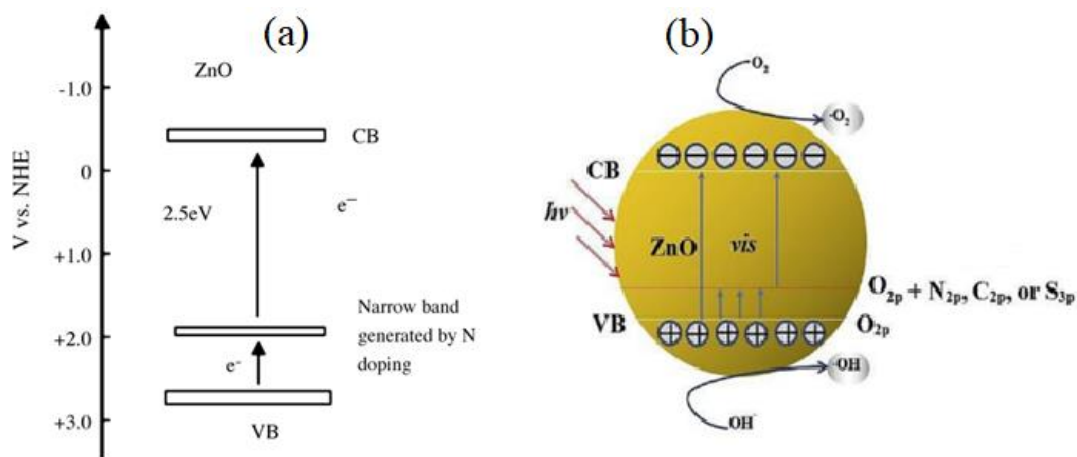 (a)
V vs. NHE
ZnO
-1.0
0
+1.0
+2.0
+3.0
CB
2.5eV
e⁻
Narrow band
generated by N
doping
e⁻
VB
(b)
O₂
·O₂
CB
hν
ZnO
vis
O₂p + N₂p, C₂p, or S₃p
VB
O₂p
·OH
OH⁻